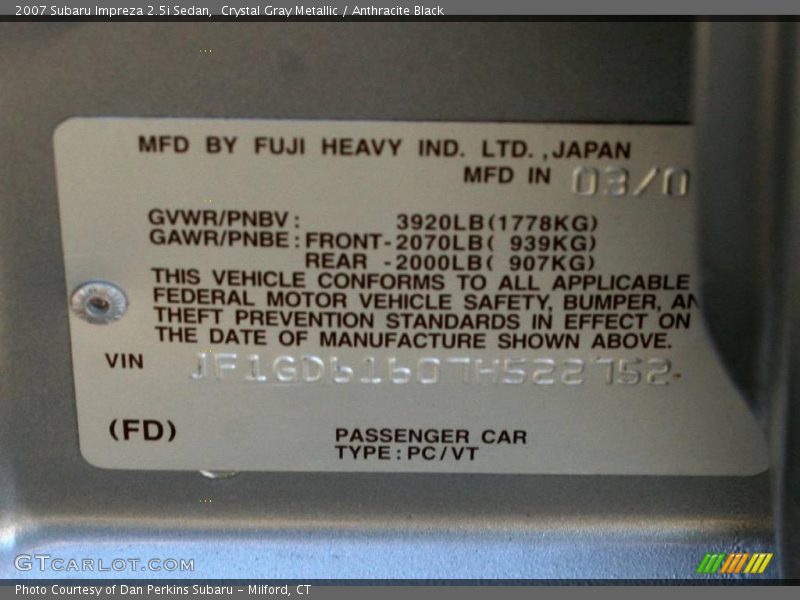 2007 Subaru Impreza 2.5i Sedan,  Crystal Gray Metallic / Anthracite Black
MFD BY FUJI HEAVY IND. LTD.,JAPAN
MFD IN 03/0
GVWR/PNBV: 3920LB(1778KG)
GAWR/PNBE:FRONT-2070LB( 939KG)
REAR -2000LB( 907KG)
THIS VEHICLE CONFORMS TO ALL APPLICABLE
FEDERAL MOTOR VEHICLE SAFETY, BUMPER, AN
THEFT PREVENTION STANDARDS IN EFFECT ON
THE DATE OF MANUFACTURE SHOWN ABOVE.
VIN JF1GD61607H522752
(FD)
PASSENGER CAR
TYPE:PC/VT
GTCARLOT.COM
Photo Courtesy of Dan Perkins Subaru - Milford, CT